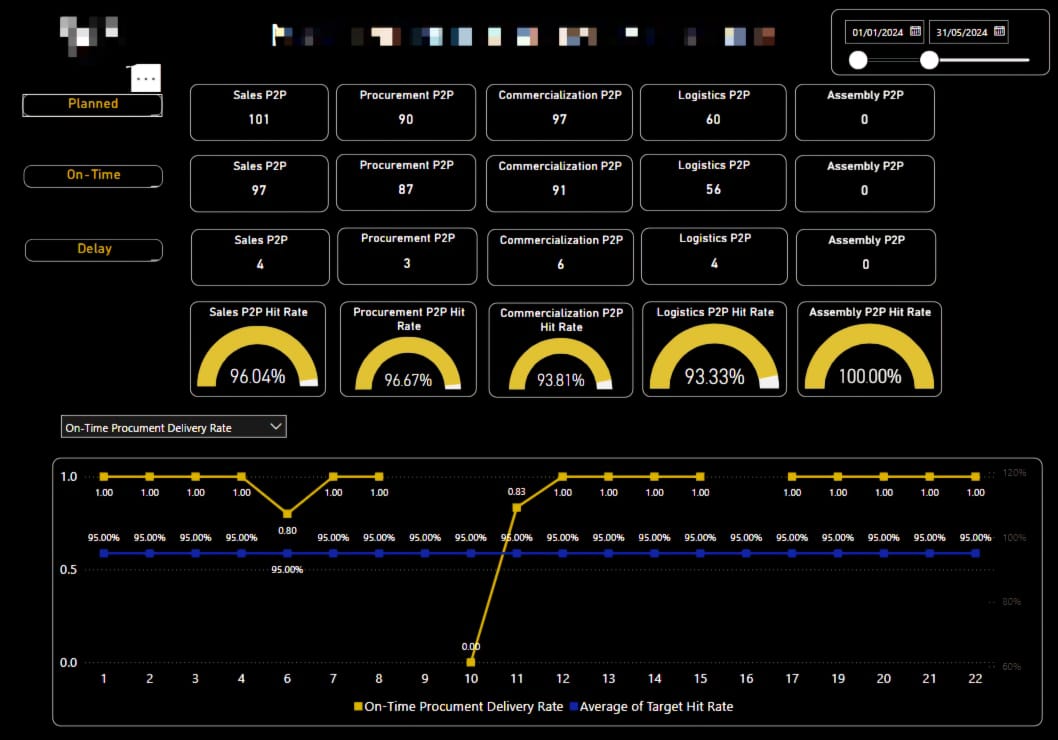 01/01/2024 31/05/2024
Planned
Sales P2P
101
Procurement P2P
90
Commercialization P2P
97
Logistics P2P
60
Assembly P2P
0
On-Time
Sales P2P
97
Procurement P2P
87
Commercialization P2P
91
Logistics P2P
56
Assembly P2P
0
Delay
Sales P2P
4
Procurement P2P
3
Commercialization P2P
6
Logistics P2P
4
Assembly P2P
0
Sales P2P Hit Rate
96.04%
Procurement P2P Hit
Rate
96.67%
Commercialization P2P
Hit Rate
93.81%
Logistics P2P Hit Rate
93.33%
Assembly P2P Hit Rate
100.00%
On-Time Procument Delivery Rate
1.0 120%
1.00 1.00 1.00 1.00 1.00 1.00 0.83 1.00 1.00 1.00 1.00 1.00 1.00 1.00 1.00 1.00
0.80
95.00% 95.00% 95.00% 95.00% 95.00% 95.00% 95.00% 95.00% 95.00% 95.00% 95.00% 95.00% 95.00% 95.00% 95.00% 95.00% 95.00% 95.00% 95.00% 100%
0.5 95.00%
80%
0.00
0.0 60%
1 2 3 4 6 7 8 9 10 11 12 13 14 15 16 17 19 20 21 22
On-Time Procument Delivery Rate Average of Target Hit Rate